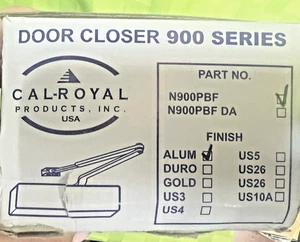 DOOR CLOSER 900 SERIES
CAL-ROYAL
PRODUCTS, INC.
USA
PART NO.
N900PBF
N900PBF DA
FINISH
ALUM US5
DURO US26
GOLD US26
US3 US10A
US4